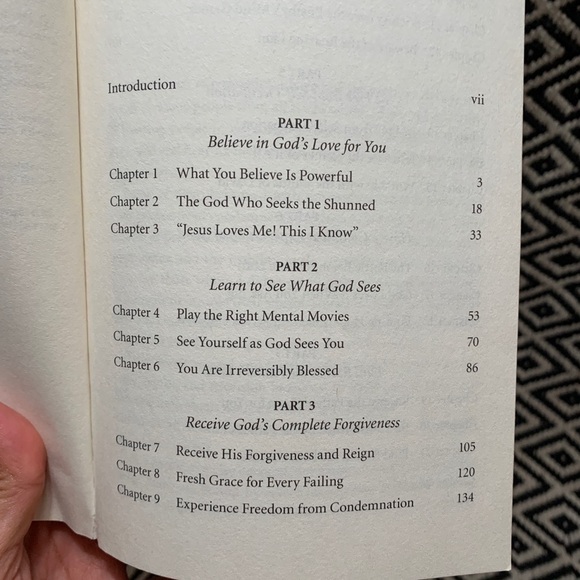 Introduction vii
PART 1
Believe in God's Love for You
Chapter 1 What You Believe Is Powerful 3
Chapter 2 The God Who Seeks the Shunned 18
Chapter 3 “Jesus Loves Me! This I Know” 33
PART 2
Learn to See What God Sees
Chapter 4 Play the Right Mental Movies 53
Chapter 5 See Yourself as God Sees You 70
Chapter 6 You Are Irreversibly Blessed 86
PART 3
Receive God's Complete Forgiveness
Chapter 7 Receive His Forgiveness and Reign 105
Chapter 8 Fresh Grace for Every Failing 120
Chapter 9 Experience Freedom from Condemnation 134